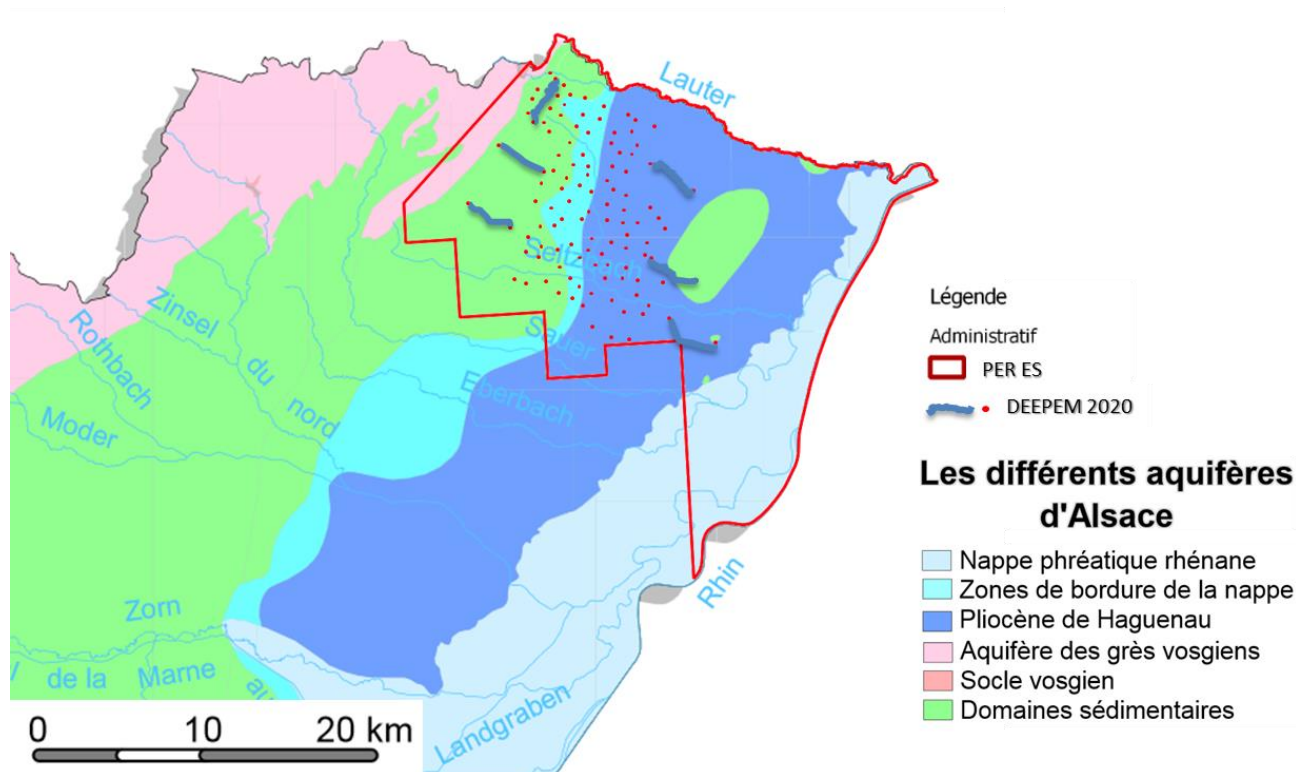 Lauter
Seltzbach
Sauer
Eberbach
Zinsel du nord
Rothbach
Moder
Zorn
de la Marne au
Landgraben
Rhin
0 10 20 km
Légende
Administratif
PER ES
DEEPEM 2020
Les différents aquifères
d'Alsace
Nappe phréatique rhénane
Zones de bordure de la nappe
Pliocène de Haguenau
Aquifère des grès vosgiens
Socle vosgien
Domaines sédimentaires